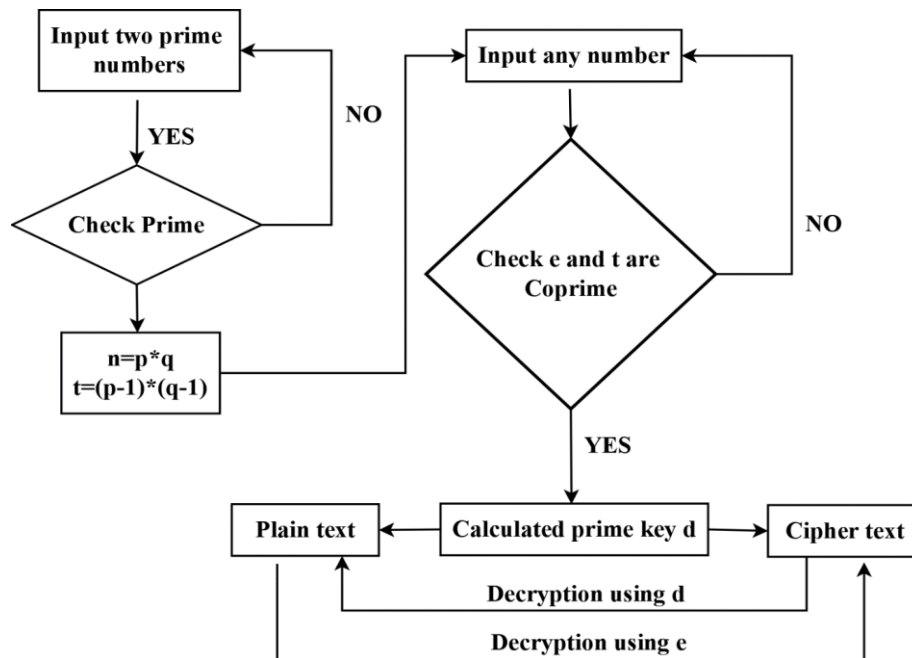 Input two prime
numbers
NO
YES
Check Prime
n=p*q
t=(p-1)*(q-1)
Input any number
NO
Check e and t are
Coprime
YES
Plain text
Calculated prime key d
Cipher text
Decryption using d
Decryption using e